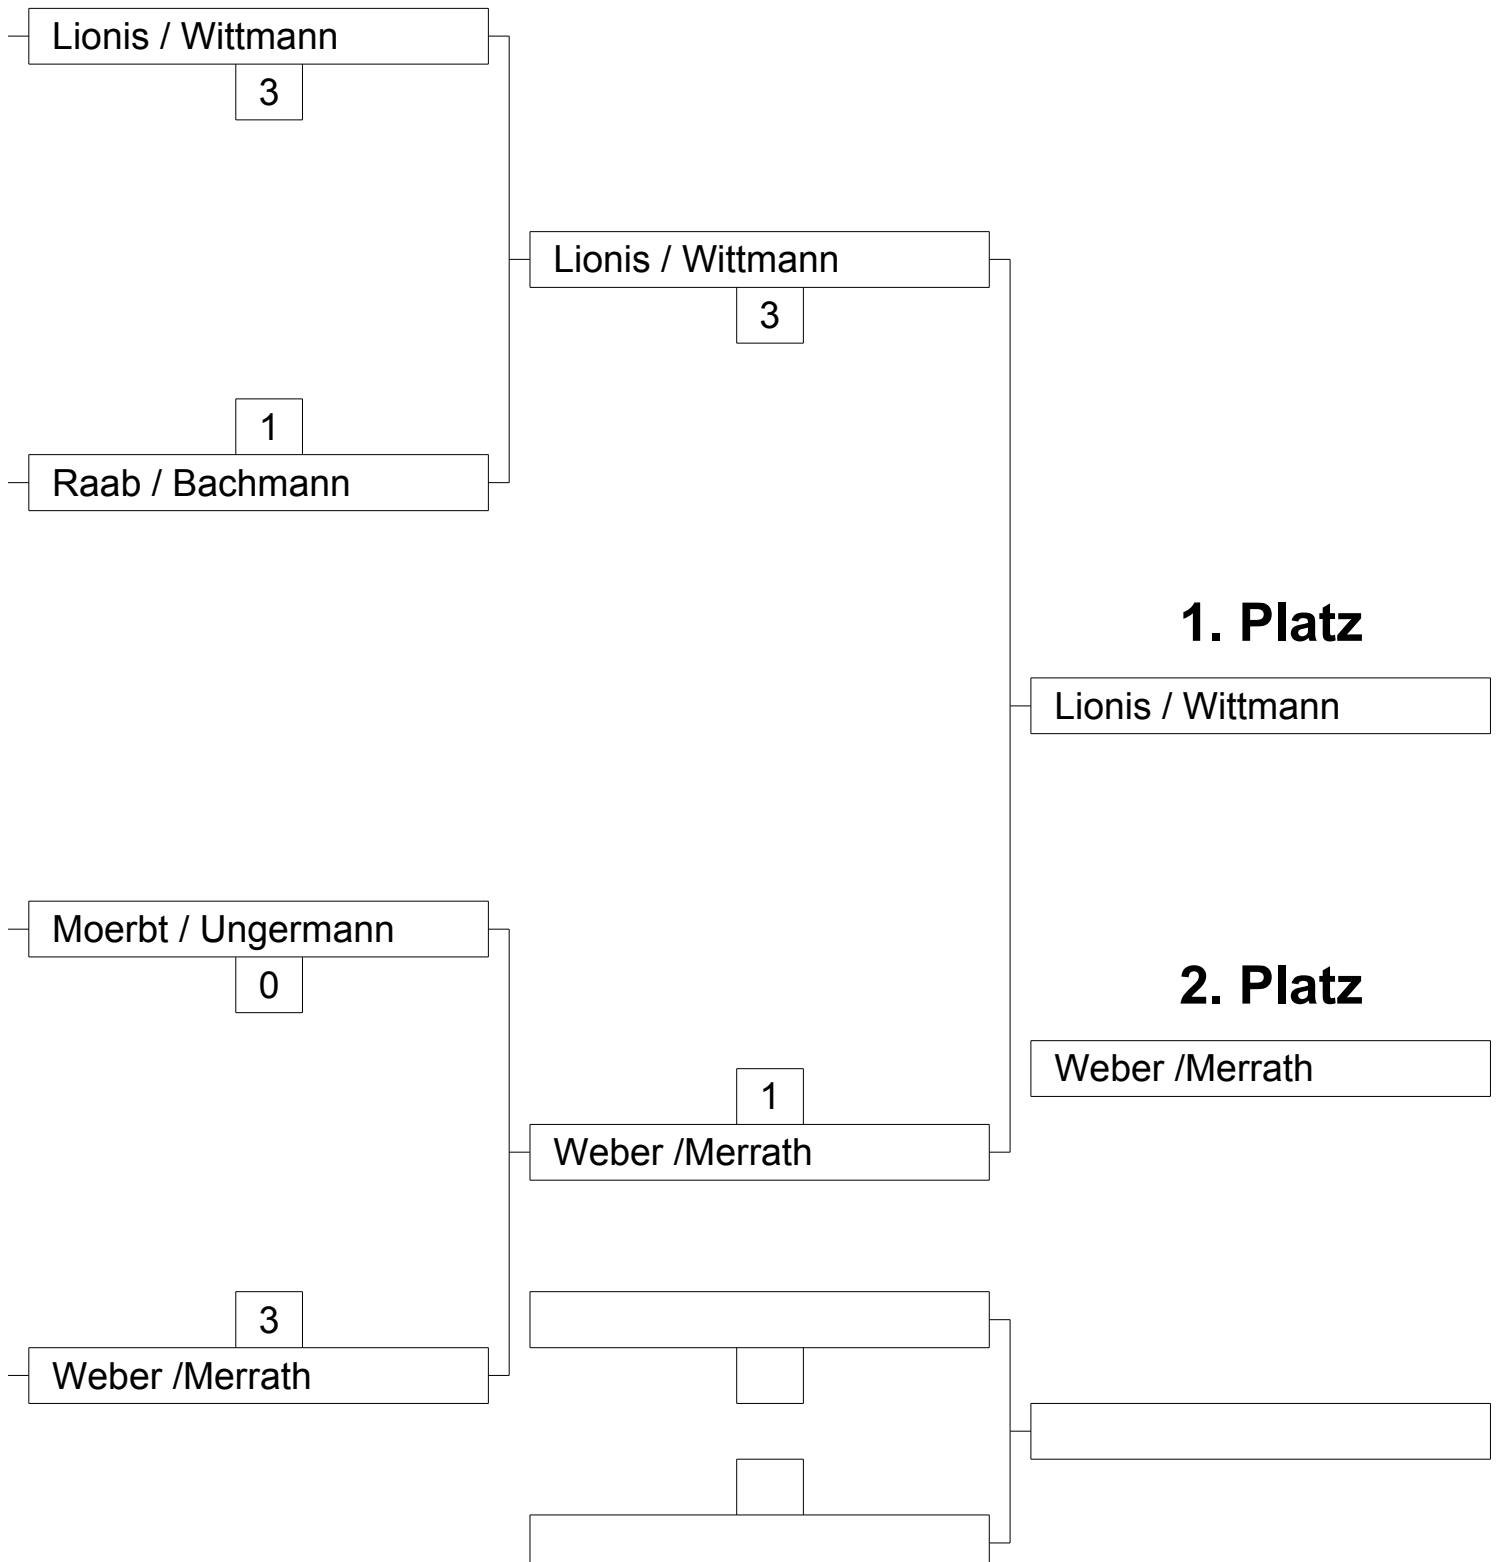 Lionis / Wittmann
3
Lionis / Wittmann
3
1
Raab / Bachmann
1. Platz
Lionis / Wittmann
Moerbt / Ungermann
0
2. Platz
Weber /Merrath
1
Weber /Merrath
3
Weber /Merrath